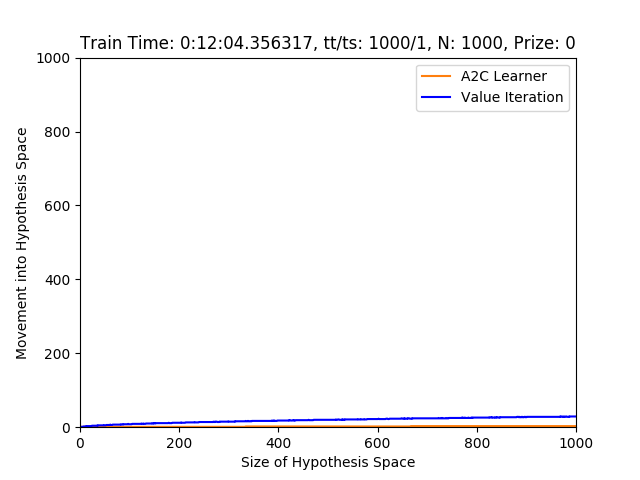 Train Time: 0:12:04.356317, tt/ts: 1000/1, N: 1000, Prize: 0
A2C Learner
Value Iteration
Movement into Hypothesis Space
1000
800
600
400
200
0
0 200 400 600 800 1000
Size of Hypothesis Space